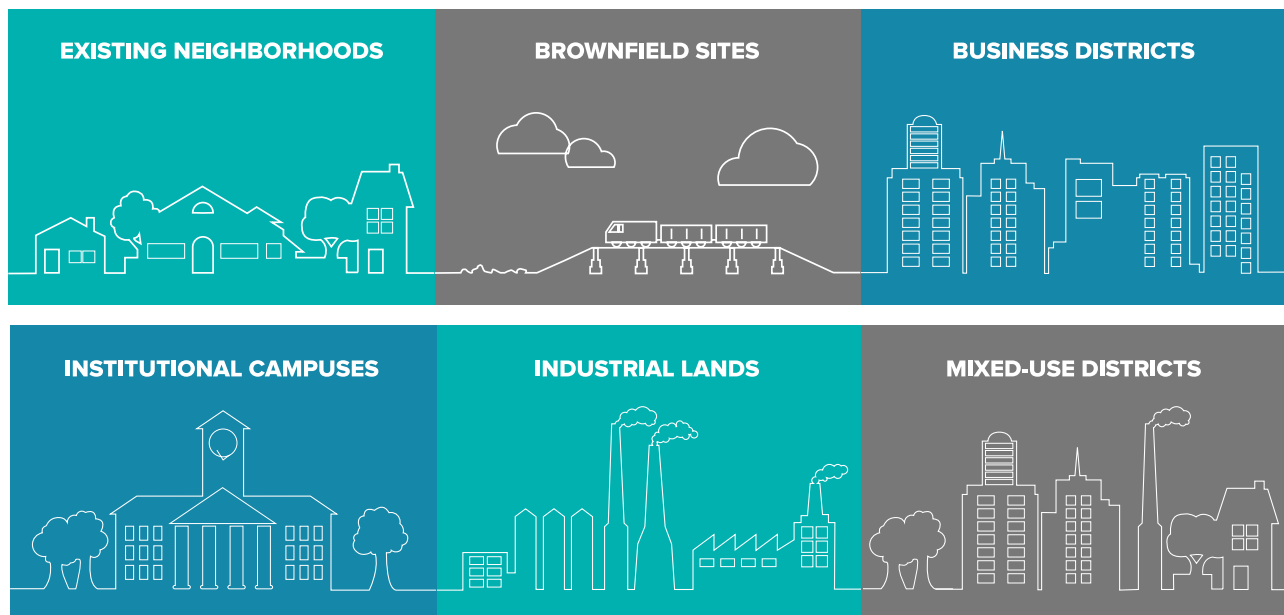 EXISTING NEIGHBORHOODS
BROWNFIELD SITES
BUSINESS DISTRICTS
INSTITUTIONAL CAMPUSES
INDUSTRIAL LANDS
MIXED-USE DISTRICTS